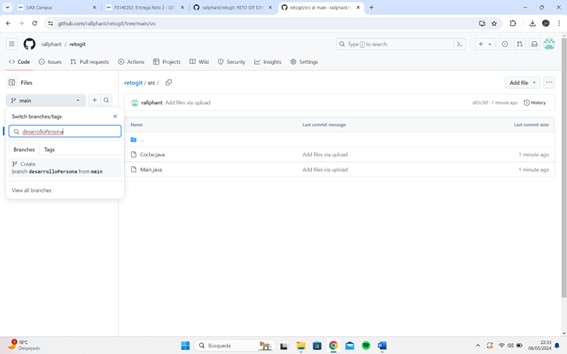 UAX Campus
FE140202: Entrega Reto 2 - GIT
rallphant/retogit: RETO GIT
retogit/src at main · rallphant/r
github.com/rallphant/retogit/tree/main/src
rallphant / retogit
Type / to search
Code
Issues
Pull requests
Actions
Projects
Wiki
Security
Insights
Settings
Files
main
retogit / src /
Add file
Switch branches/tags
desarrolloPersona
Branches
Tags
Create
branch desarrolloPersona from main
View all branches
rallphant Add files via upload
1 minute ago
History
Name
Last commit message
Last commit date
..
Coche.java
Add files via upload
1 minute ago
Main.java
Add files via upload
1 minute ago
18°C
Despejado
Búsqueda
22:33
08/05/2024